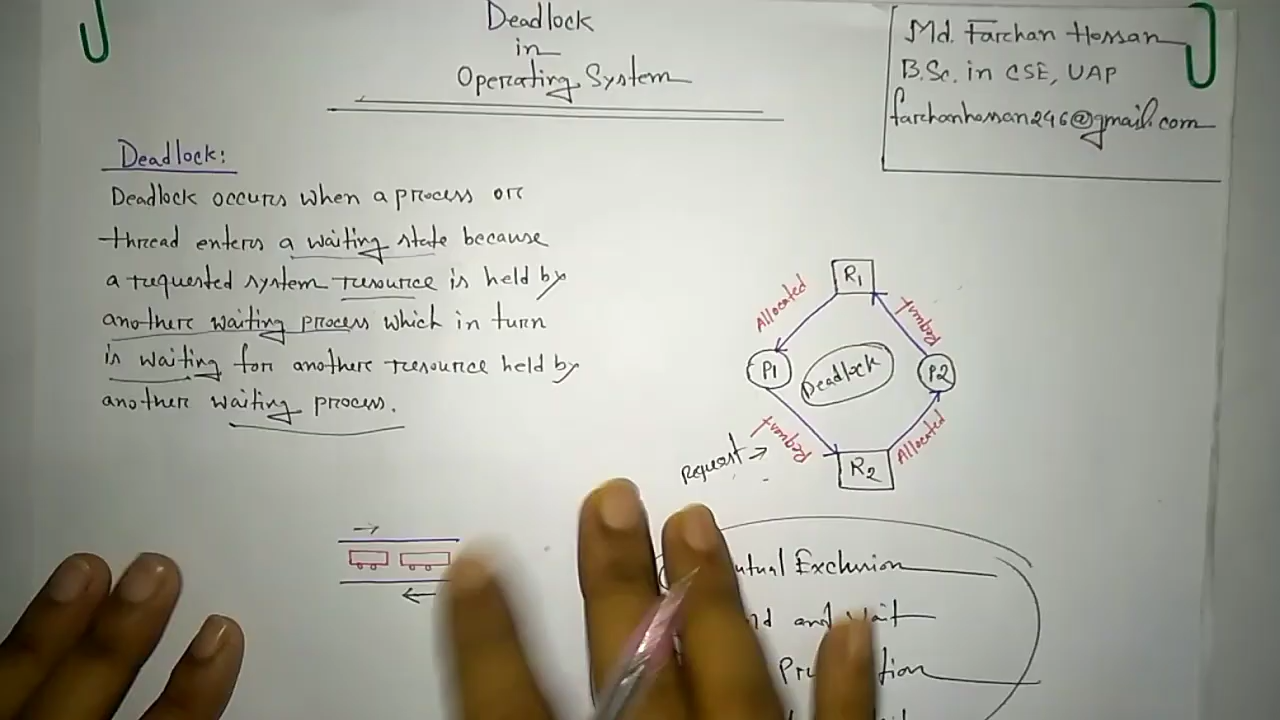 Deadlock
in
Operating System
Md. Farhan Hossan
B.Sc. in CSE, UAP
farhanhossan246@gmail.com
Deadlock:
Deadlock occurs when a process or
thread enters a waiting state because
a requested system resource is held by
another waiting process which in turn
is waiting for another resource held by
another waiting process.
R1
Allocated
Request
P1
Deadlock
P2
Request
Request
Allocated
R2
Exclusion
and